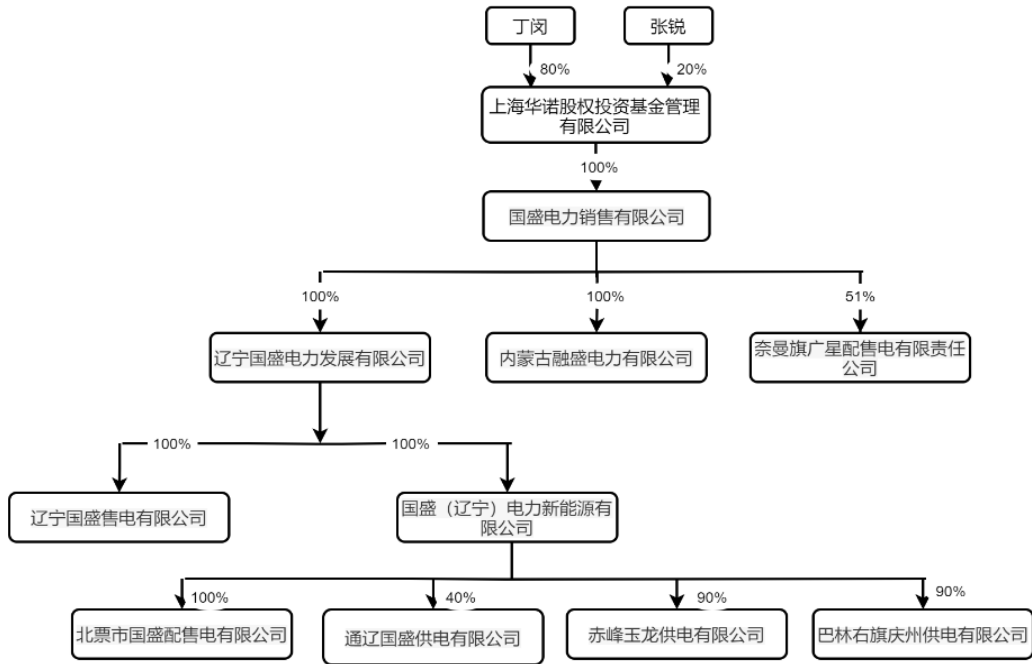 丁闵
张锐
80%
20%
上海华诺股权投资基金管理
有限公司
100%
国盛电力销售有限公司
100%
100%
51%
辽宁国盛电力发展有限公司
内蒙古融盛电力有限公司
奈曼旗广星配售电有限责任
公司
100%
100%
辽宁国盛售电有限公司
国盛（辽宁）电力新能源有
限公司
100%
40%
90%
90%
北票市国盛配售电有限公司
通辽国盛供电有限公司
赤峰玉龙供电有限公司
巴林右旗庆州供电有限公司